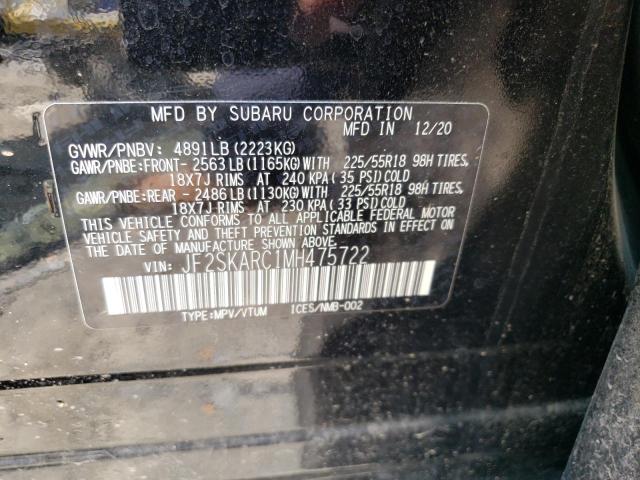 MFD BY SUBARU CORPORATION
MFD IN 12/20
GVWR/PNBV: 4891LB (2223KG)
GAWR/PNBE:FRONT- 2563 LB (1165KG) WITH 225/55R18 98H TIRES,
18X7J RIMS AT 240 KPA ( 35 PSI) COLD
GAWR/PNBE:REAR - 2486 LB (1130KG) WITH 225/55R18 98H TIRES,
18X7J RIMS AT 230 KPA ( 33 PSI) COLD
THIS VEHICLE CONFORMS TO ALL APPLICABLE FEDERAL MOTOR
VEHICLE SAFETY AND THEFT PREVENTION STANDARDS IN EFFECT ON
THE DATE OF MANUFACTURE SHOWN ABOVE.
VIN: JF2SKARC1MH475722
TYPE:MPV/VTUM ICES/NMB-002